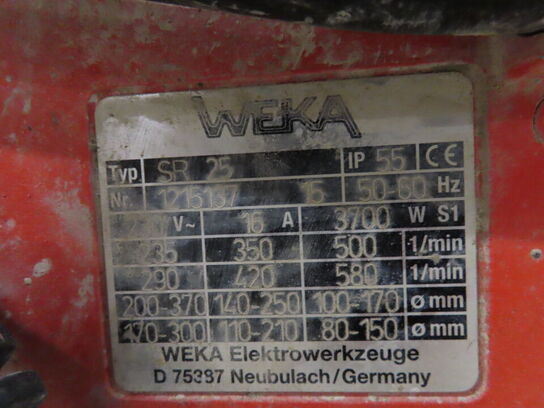 WEKA
Typ SR 25 IP 55 CE
Nr. 1215137 15 50-60 Hz
V~ 16 A 3700 W S1
235 350 500 1/min
290 420 580 1/min
200-370 140-250 100-170 ø mm
170-300 110-210 80-150 ø mm
WEKA Elektrowerkzeuge
D 75387 Neubulach/Germany